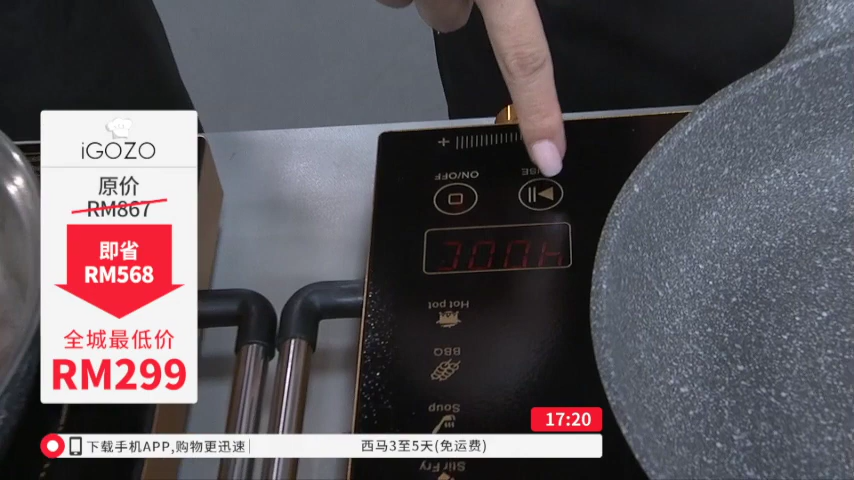 iGOZO
原价
RM867
即省
RM568
全城最低价
RM299
+
ON/OFF
Hot pot
BBQ
Soup
Stir Fry
17:20
下载手机APP,购物更迅速
西马3至5天(免运费)